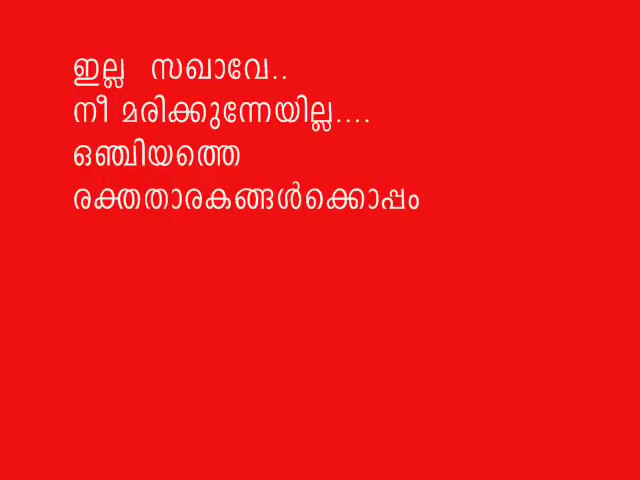 ഇല്ല സഖാവേ..
നീ മരിക്കുന്നേയില്ല....
ഒഞ്ചിയത്തെ
രക്തതാരകങ്ങൾക്കൊപ്പം